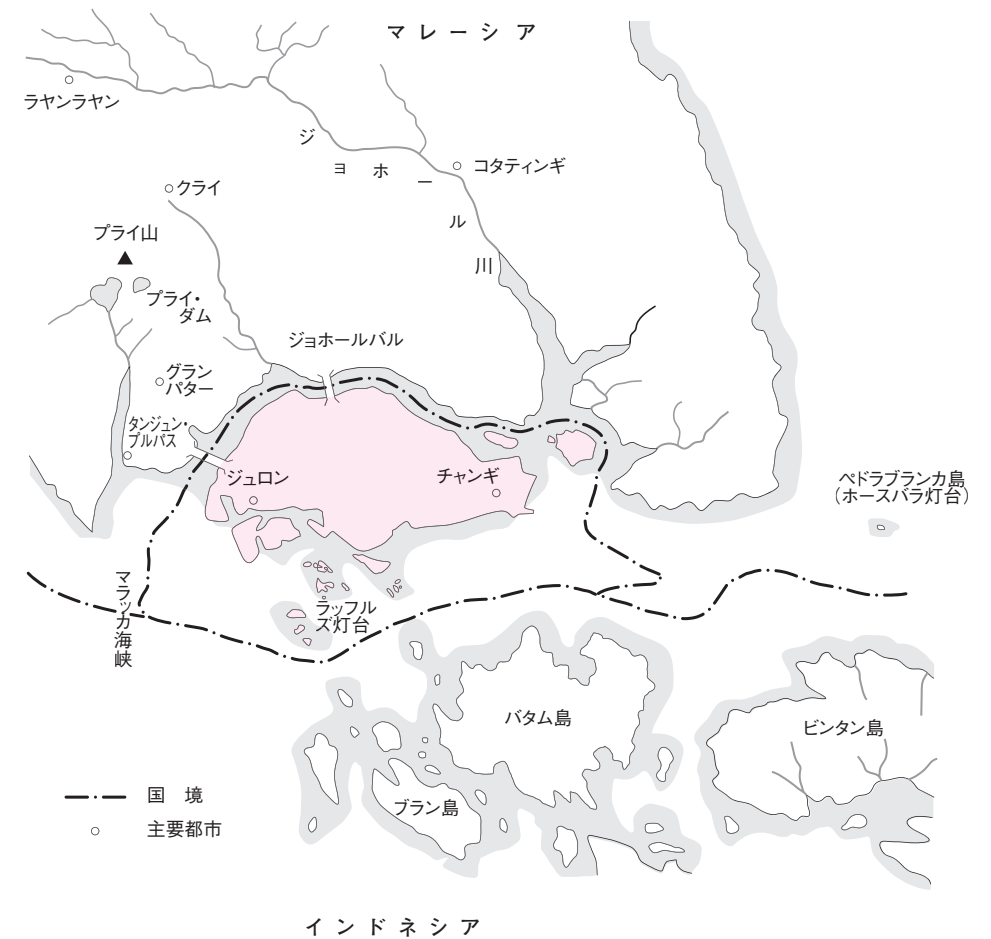 マレーシア
ラヤンラヤン
ジョホール川
コタティンギ
クライ
プライ山
プライ・
ダム
ジョホールバル
グラン
パター
タンジュン・
プルパス
ジュロン
チャンギ
ペドラブランカ島
（ホースバラ灯台）
マラッカ海峡
ラッフル
ズ灯台
バタム島
ビンタン島
ブラン島
国　境
主要都市
インドネシア